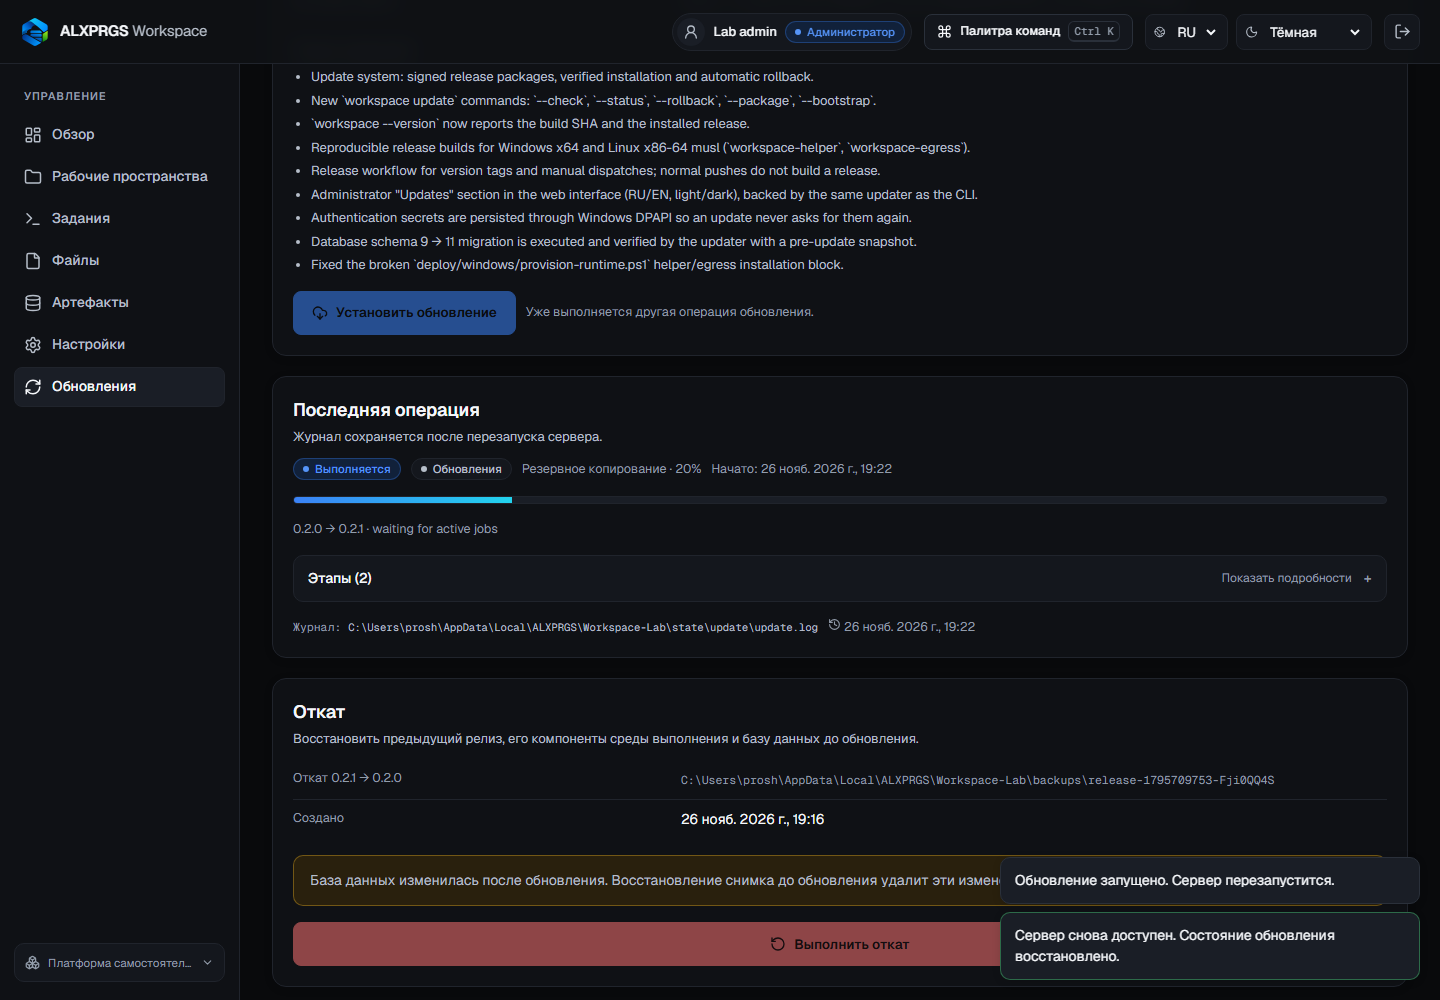 ALXPRGS Workspace
Lab admin
Администратор
Палитра команд
Ctrl K
RU
Тёмная
УПРАВЛЕНИЕ
Обзор
Рабочие пространства
Задания
Файлы
Артефакты
Настройки
Обновления
Платформа самостоятел...
Update system: signed release packages, verified installation and automatic rollback.
New `workspace update` commands: `--check`, `--status`, `--rollback`, `--package`, `--bootstrap`.
`workspace --version` now reports the build SHA and the installed release.
Reproducible release builds for Windows x64 and Linux x86-64 musl (`workspace-helper`, `workspace-egress`).
Release workflow for version tags and manual dispatches; normal pushes do not build a release.
Administrator "Updates" section in the web interface (RU/EN, light/dark), backed by the same updater as the CLI.
Authentication secrets are persisted through Windows DPAPI so an update never asks for them again.
Database schema 9 → 11 migration is executed and verified by the updater with a pre-update snapshot.
Fixed the broken `deploy/windows/provision-runtime.ps1` helper/egress installation block.
Установить обновление
Уже выполняется другая операция обновления.
Последняя операция
Журнал сохраняется после перезапуска сервера.
Выполняется
Обновления
Резервное копирование · 20%
Начато: 26 нояб. 2026 г., 19:22
0.2.0 → 0.2.1 · waiting for active jobs
Этапы (2)
Показать подробности +
Журнал: C:\Users\prosh\AppData\Local\ALXPRGS\Workspace-Lab\state\update\update.log
26 нояб. 2026 г., 19:22
Откат
Восстановить предыдущий релиз, его компоненты среды выполнения и базу данных до обновления.
Откат 0.2.1 → 0.2.0
C:\Users\prosh\AppData\Local\ALXPRGS\Workspace-Lab\backups\release-1795709753-Fji0QQ4S
Создано
26 нояб. 2026 г., 19:16
База данных изменилась после обновления. Восстановление снимка до обновления удалит эти измен
Выполнить откат
Обновление запущено. Сервер перезапустится.
Сервер снова доступен. Состояние обновления
восстановлено.